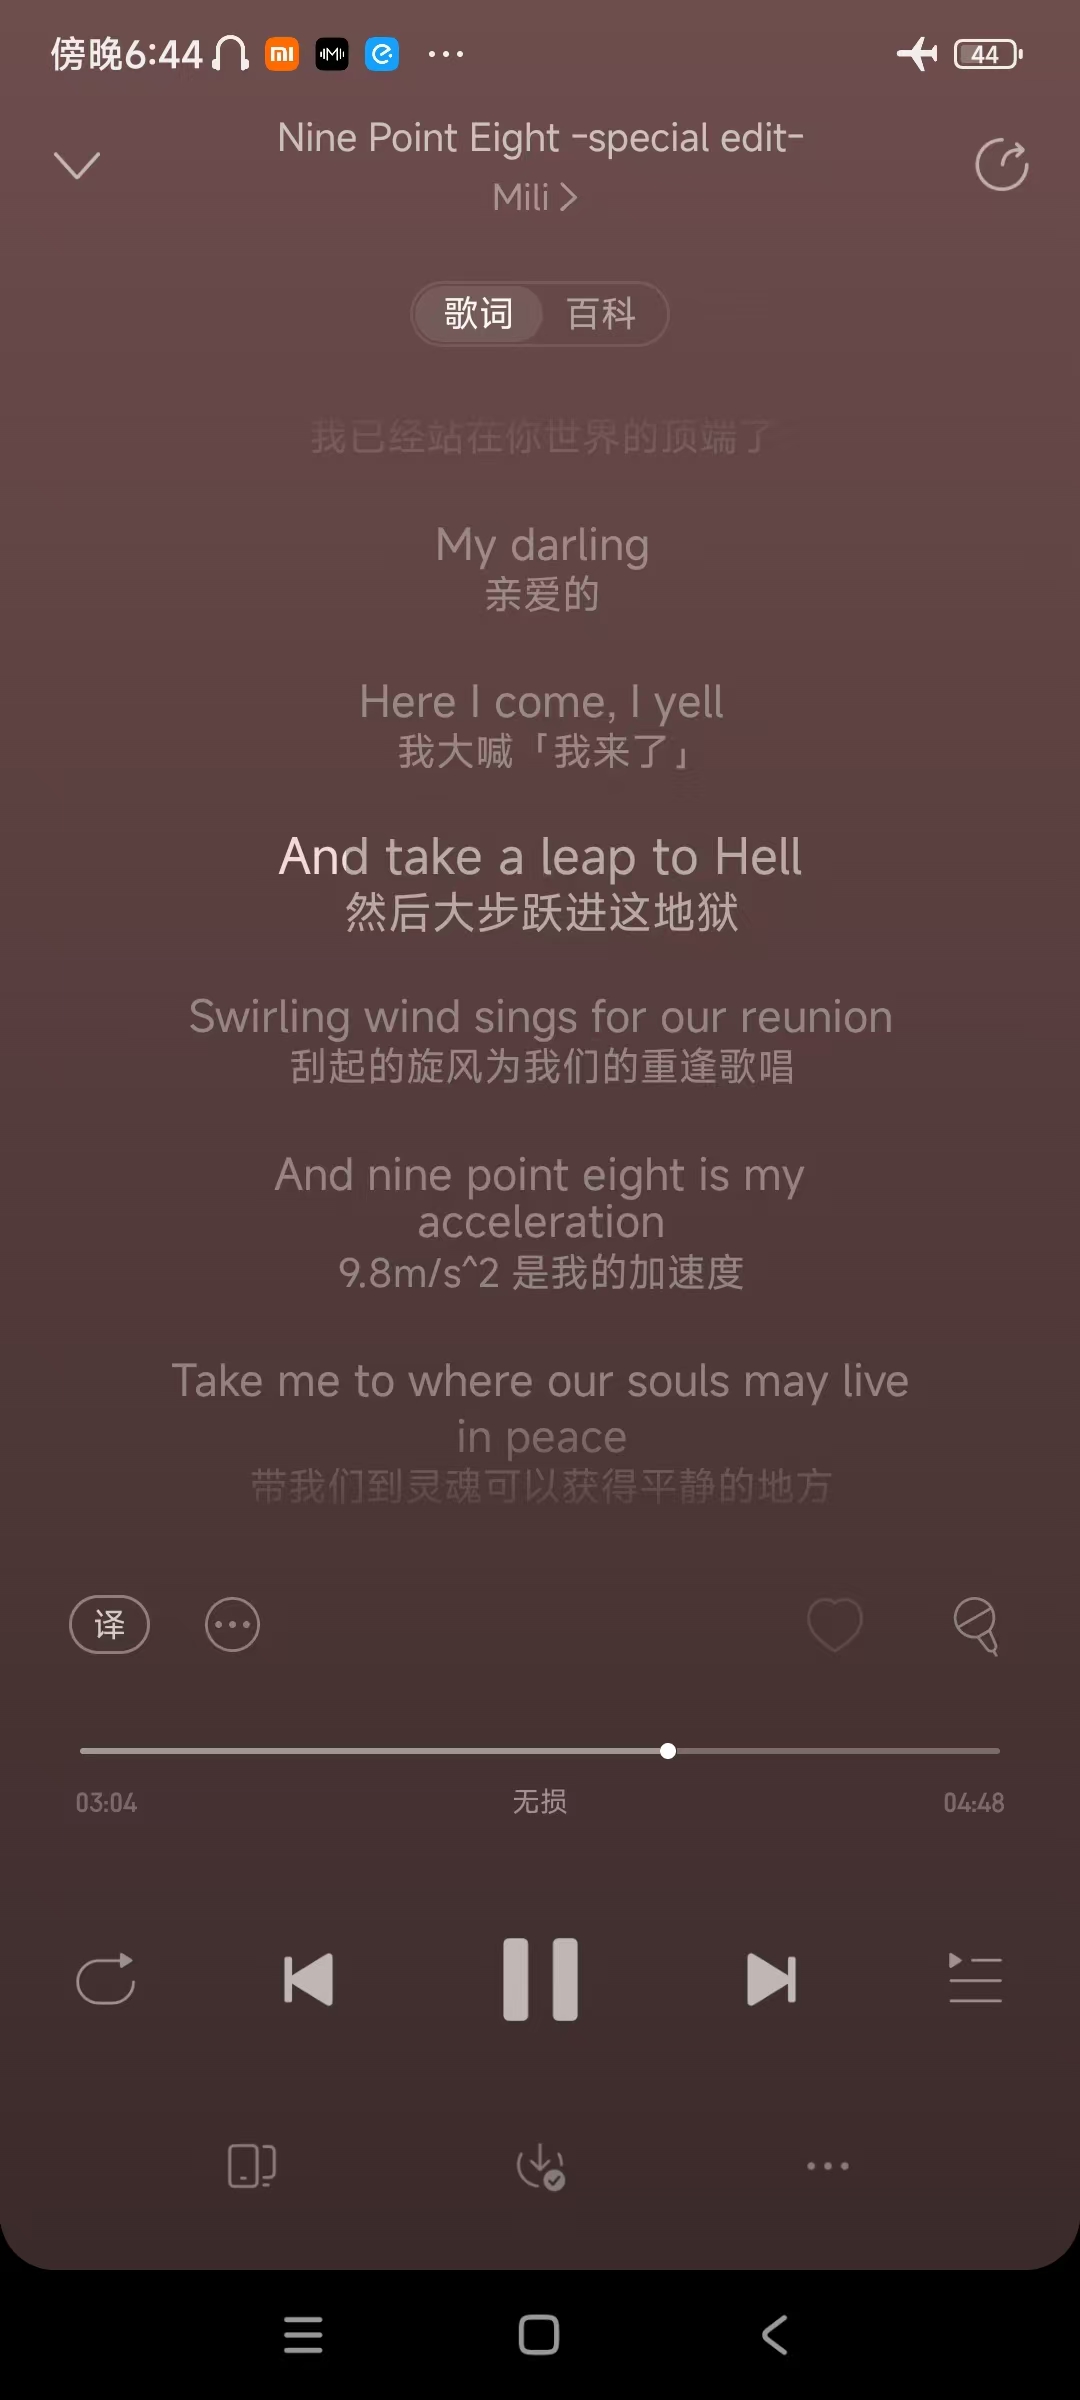 傍晚6:44
44
Nine Point Eight -special edit-
Mili
歌词 百科
我已经站在你世界的顶端了
My darling
亲爱的
Here I come, I yell
我大喊「我来了」
And take a leap to Hell
然后大步跃进这地狱
Swirling wind sings for our reunion
刮起的旋风为我们的重逢歌唱
And nine point eight is my
acceleration
9.8m/s^2 是我的加速度
Take me to where our souls may live
in peace
带我们到灵魂可以获得平静的地方
译
03:04 无损 04:48